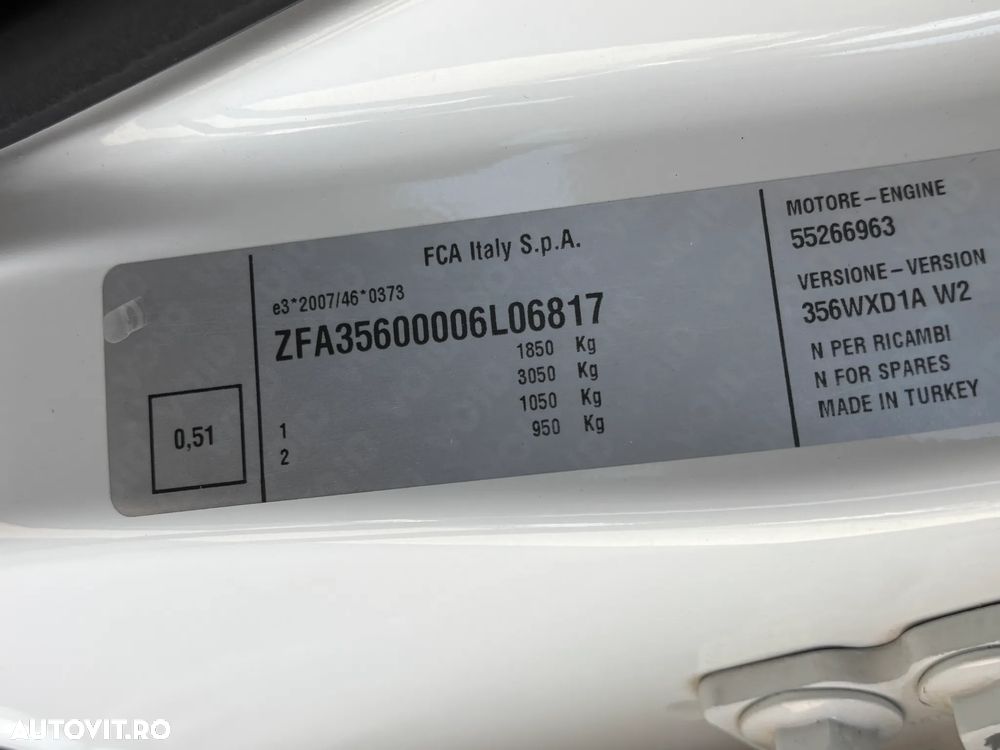 FCA Italy S.p.A.
e3*2007/46*0373
ZFA35600006L06817
1850 Kg
3050 Kg
1 1050 Kg
2 950 Kg
0,51
MOTORE-ENGINE
55266963
VERSIONE-VERSION
356WXD1A W2
N PER RICAMBI
N FOR SPARES
MADE IN TURKEY
AUTOVIT.RO